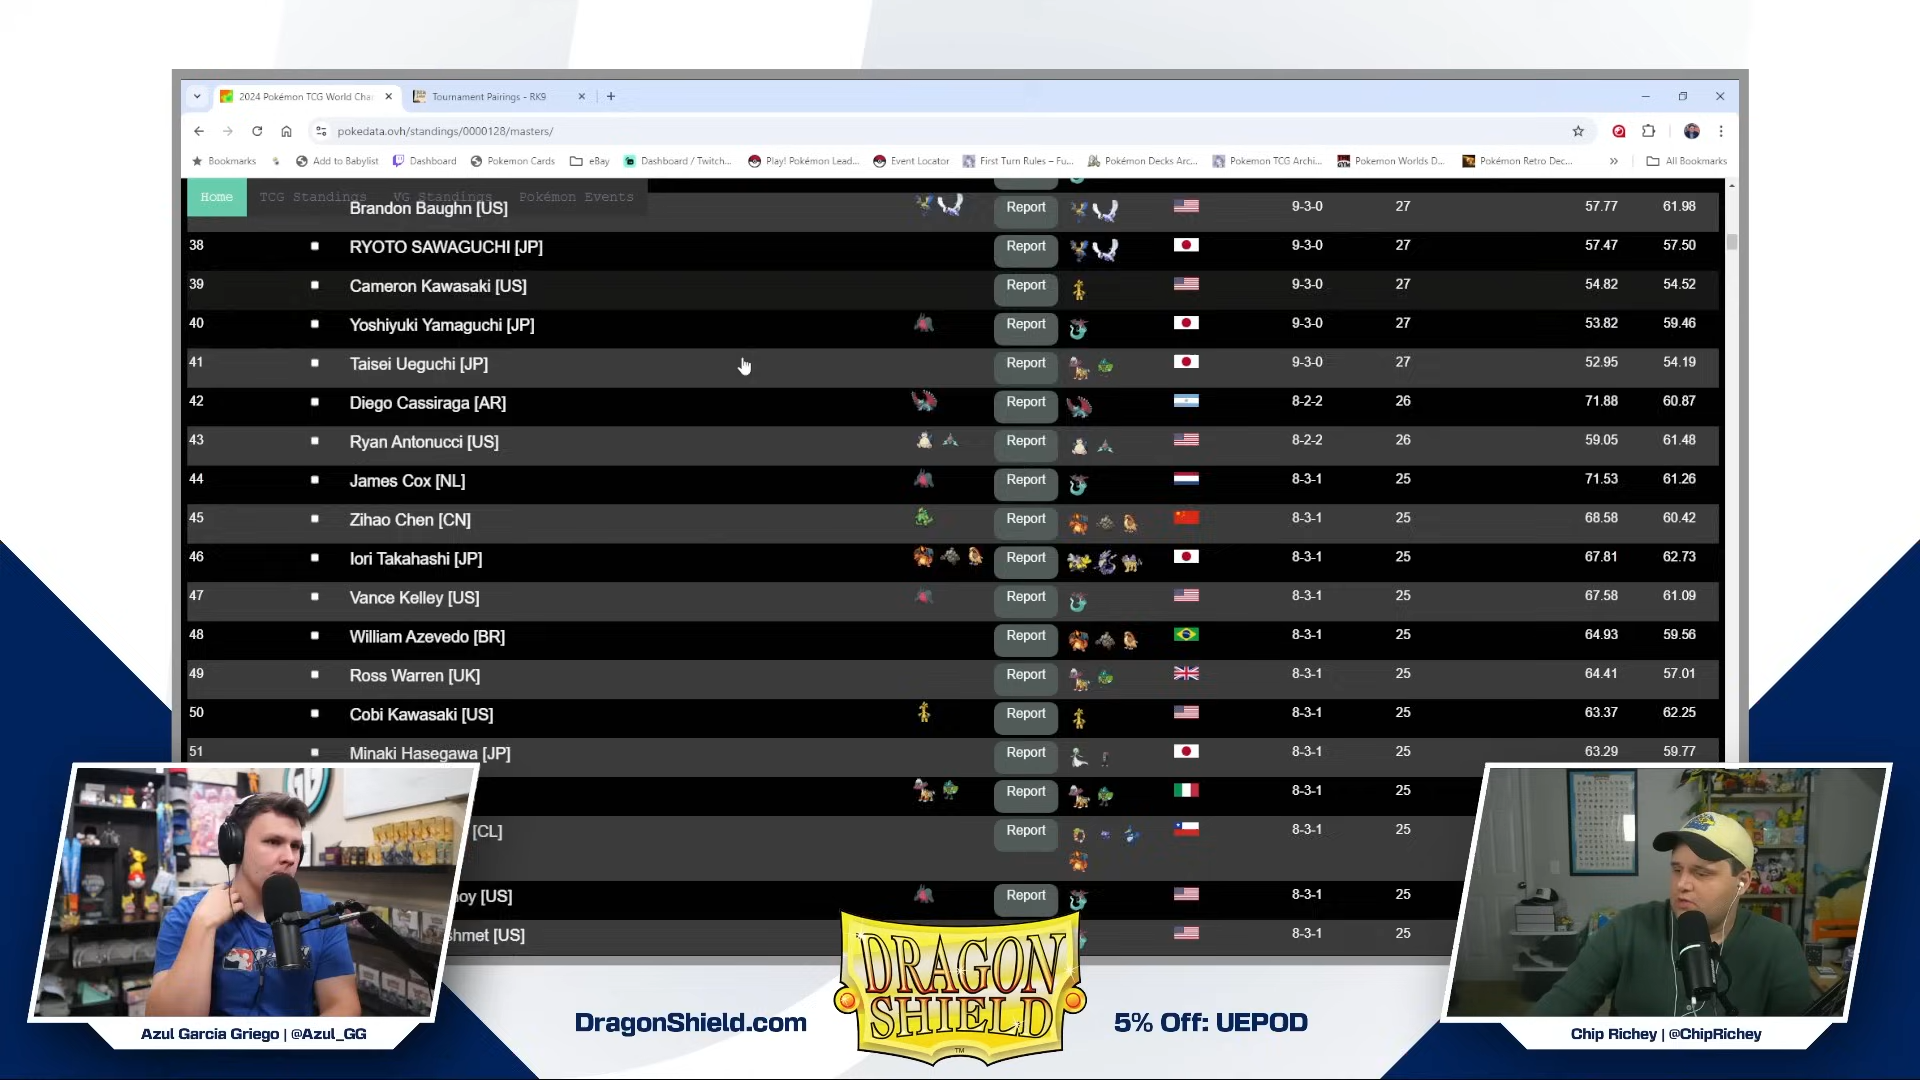 2024 Pokémon TCG World Cha
Tournament Pairings - RK9
pokedata.ovh/standings/0000128/masters/
Bookmarks Add to Babylist Dashboard Pokemon Cards eBay Dashboard / Twitch... Play! Pokémon Lead... Event Locator First Turn Rules – Fu... Pokémon Decks Arc... Pokemon TCG Archi... Pokemon Worlds D... Pokémon Retro Dec... » All Bookmarks
Home TCG Standings VG Standings Pokémon Events
Brandon Baughn [US] Report 9-3-0 27 57.77 61.98
38 RYOTO SAWAGUCHI [JP] Report 9-3-0 27 57.47 57.50
39 Cameron Kawasaki [US] Report 9-3-0 27 54.82 54.52
40 Yoshiyuki Yamaguchi [JP] Report 9-3-0 27 53.82 59.46
41 Taisei Ueguchi [JP] Report 9-3-0 27 52.95 54.19
42 Diego Cassiraga [AR] Report 8-2-2 26 71.88 60.87
43 Ryan Antonucci [US] Report 8-2-2 26 59.05 61.48
44 James Cox [NL] Report 8-3-1 25 71.53 61.26
45 Zihao Chen [CN] Report 8-3-1 25 68.58 60.42
46 Iori Takahashi [JP] Report 8-3-1 25 67.81 62.73
47 Vance Kelley [US] Report 8-3-1 25 67.58 61.09
48 William Azevedo [BR] Report 8-3-1 25 64.93 59.56
49 Ross Warren [UK] Report 8-3-1 25 64.41 57.01
50 Cobi Kawasaki [US] Report 8-3-1 25 63.37 62.25
51 Minaki Hasegawa [JP] Report 8-3-1 25 63.29 59.77
Report 8-3-1 25
[CL] Report 8-3-1 25
oy [US] Report 8-3-1 25
shmet [US] 8-3-1 25
DRAGON
SHIELD
TM
DragonShield.com
5% Off: UEPOD
Azul Garcia Griego | @Azul_GG
Chip Richey | @ChipRichey